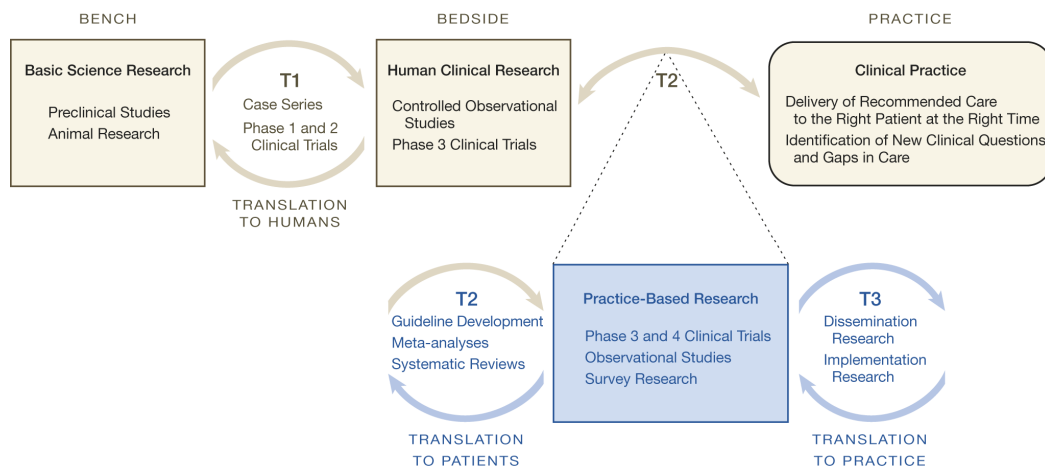 BENCH
BEDSIDE
PRACTICE
Basic Science Research
Preclinical Studies
Animal Research
T1
Case Series
Phase 1 and 2
Clinical Trials
TRANSLATION
TO HUMANS
Human Clinical Research
Controlled Observational
Studies
Phase 3 Clinical Trials
T2
Clinical Practice
Delivery of Recommended Care
to the Right Patient at the Right Time
Identification of New Clinical Questions
and Gaps in Care
T2
Guideline Development
Meta-analyses
Systematic Reviews
TRANSLATION
TO PATIENTS
Practice-Based Research
Phase 3 and 4 Clinical Trials
Observational Studies
Survey Research
T3
Dissemination
Research
Implementation
Research
TRANSLATION
TO PRACTICE